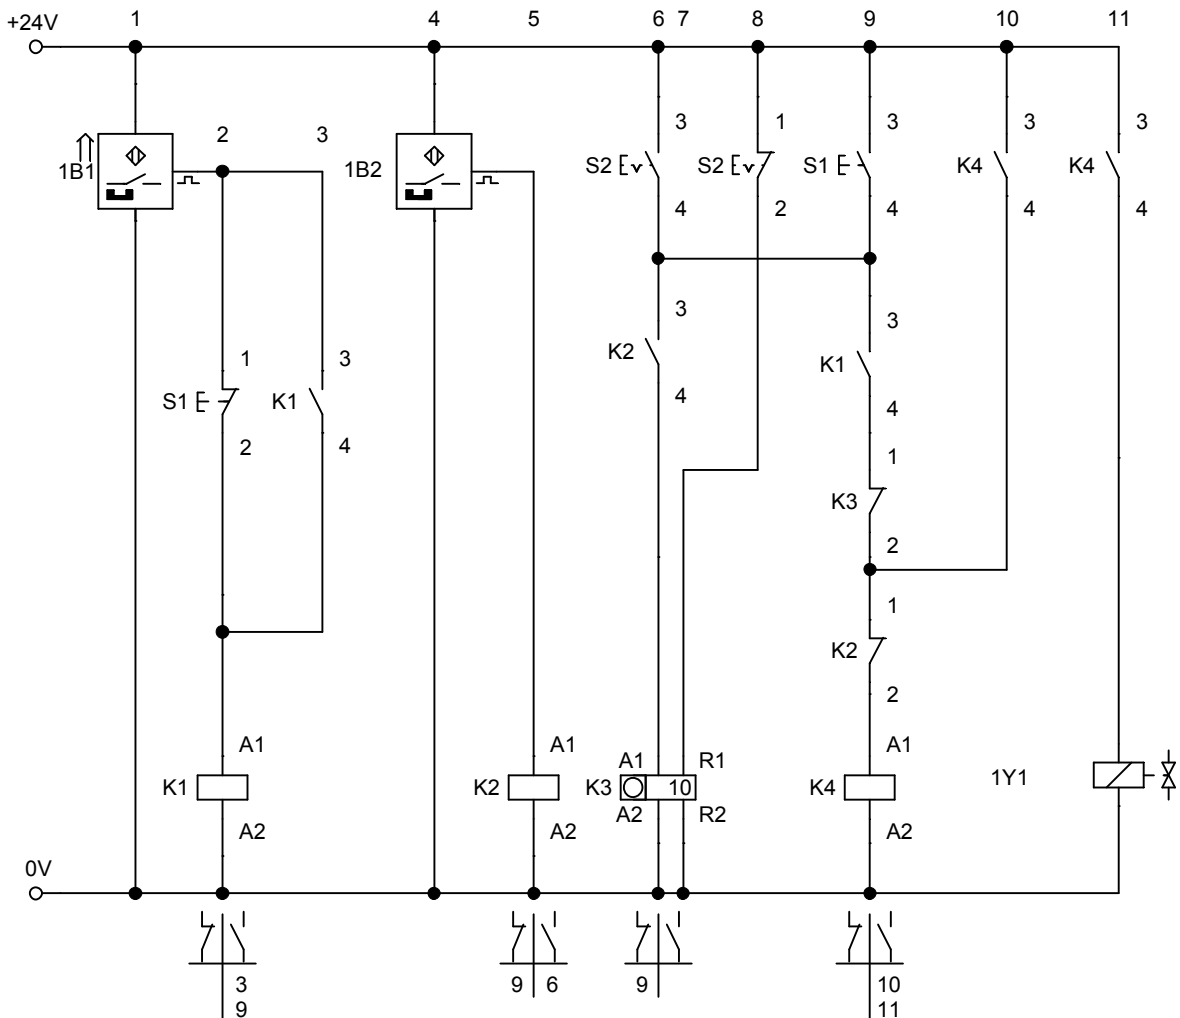 +24V 1 4 5 6 7 8 9 10 11
3 1 3 3 3
2 3
1B1 1B2 S2 S2 S1 K4 K4
4 2 4 4 4
3 3
K2 K1
1 3
S1 K1
4 4
2 4
1
K3
2
1
K2
2
A1 A1 A1 R1 A1
K1 K2 K3 10 K4 1Y1
A2 A2 A2 R2 A2
0V
3 9 6 9 10
9 11